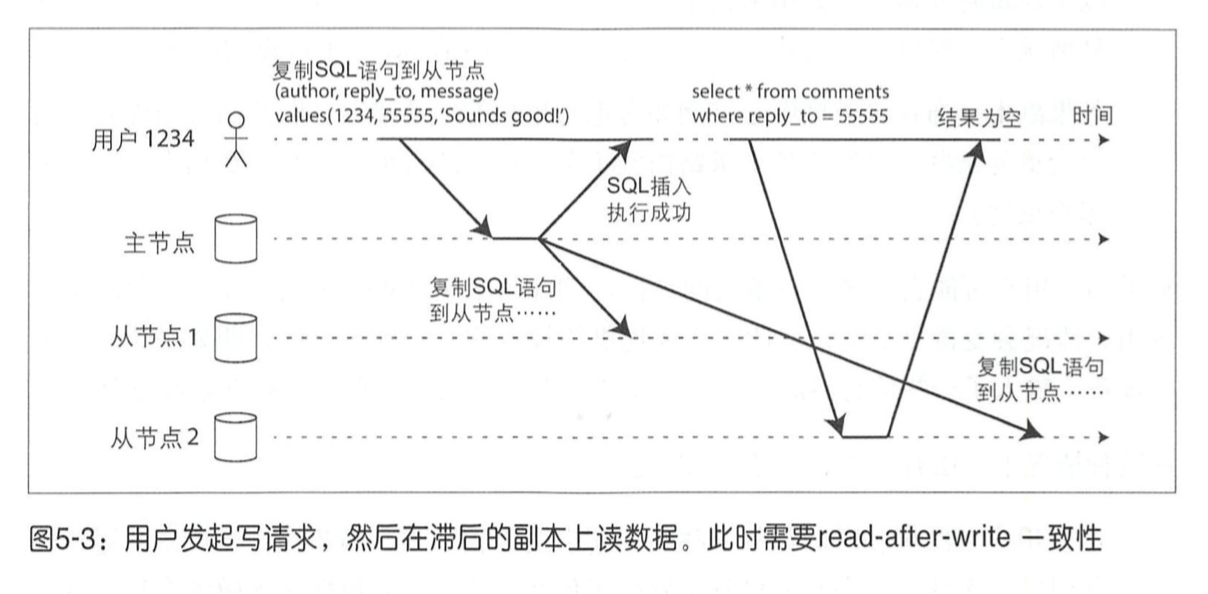 复制SQL语句到从节点
(author, reply_to, message)
values(1234, 55555, ‘Sounds good!’)
select * from comments
where reply_to = 55555
结果为空
时间
用户 1234
SQL插入
执行成功
主节点
复制SQL语句
到从节点……
从节点 1
复制SQL语句
到从节点……
从节点 2
图5-3：用户发起写请求，然后在滞后的副本上读数据。此时需要read-after-write 一致性